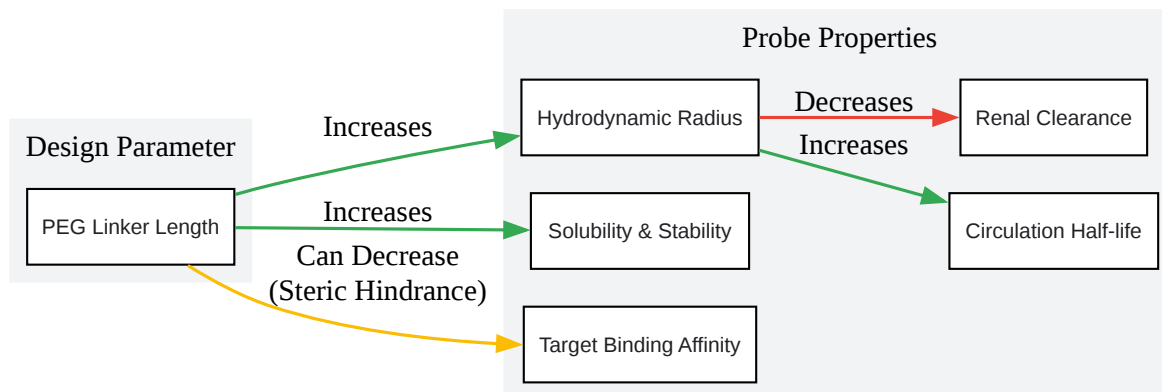 Probe Properties
Hydrodynamic Radius
Decreases
Renal Clearance
Increases
Increases
Design Parameter
PEG Linker Length
Increases
Solubility & Stability
Circulation Half-life
Can Decrease
(Steric Hindrance)
Target Binding Affinity